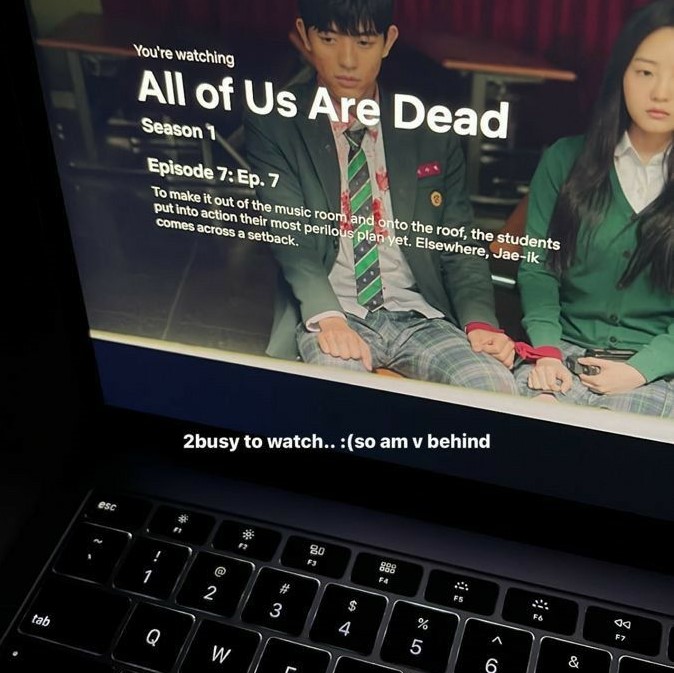 You're watching
All of Us Are Dead
Season 1
Episode 7: Ep. 7
To make it out of the music room and onto the roof, the students
put into action their most perilous plan yet. Elsewhere, Jae-ik
comes across a setback.
2busy to watch.. :(so am v behind
esc
F1
F2
F3
F4
F5
F6
F7
~
`
!
1
@
2
#
3
$
4
%
5
^
6
&
tab
Q
W